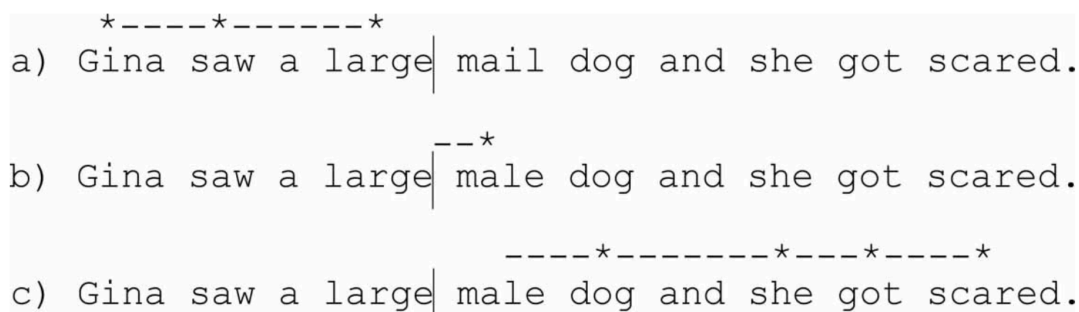 *----*------*
a) Gina saw a large| mail dog and she got scared.
--*
b) Gina saw a large| male dog and she got scared.
----*-------*---*----*
c) Gina saw a large| male dog and she got scared.